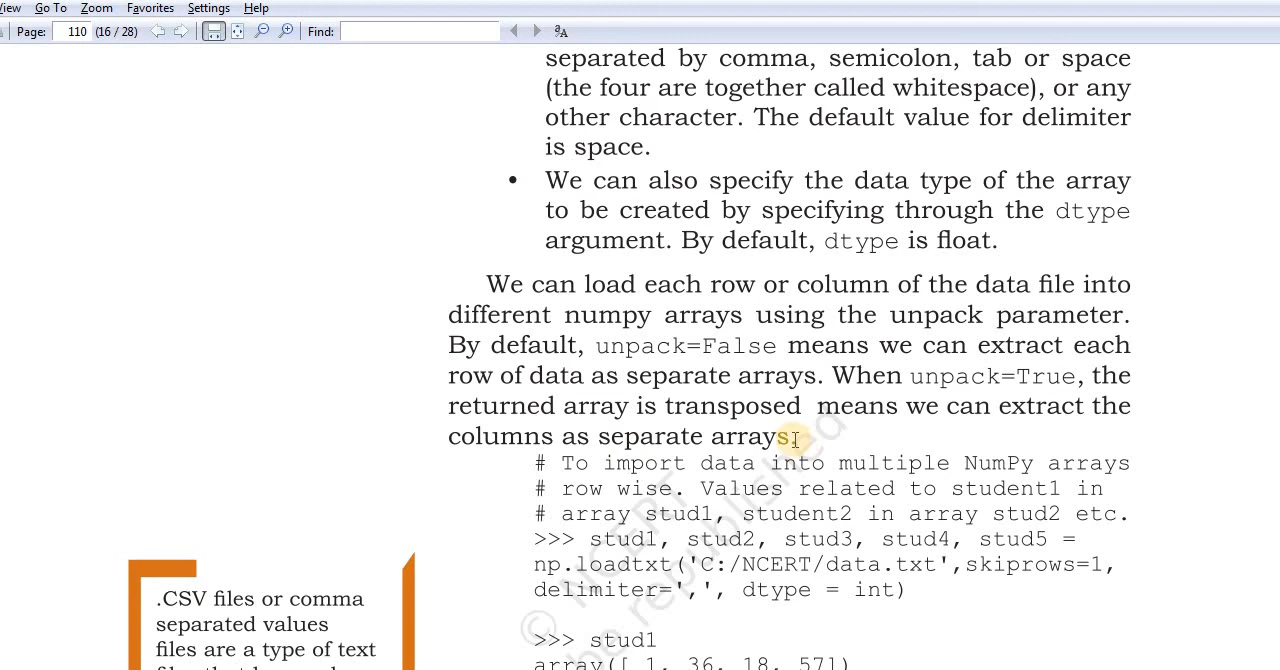 View Go To Zoom Favorites Settings Help
Page: 110 (16 / 28) Find:
separated by comma, semicolon, tab or space
(the four are together called whitespace), or any
other character. The default value for delimiter
is space.
• We can also specify the data type of the array
to be created by specifying through the dtype
argument. By default, dtype is float.
We can load each row or column of the data file into
different numpy arrays using the unpack parameter.
By default, unpack=False means we can extract each
row of data as separate arrays. When unpack=True, the
returned array is transposed means we can extract the
columns as separate arrays.
# To import data into multiple NumPy arrays
# row wise. Values related to student1 in
# array stud1, student2 in array stud2 etc.
>>> stud1, stud2, stud3, stud4, stud5 =
np.loadtxt('C:/NCERT/data.txt',skiprows=1,
delimiter=',', dtype = int)
>>> stud1
array([ 1, 36, 18, 57])
.CSV files or comma
separated values
files are a type of text
© NCERT
be republished